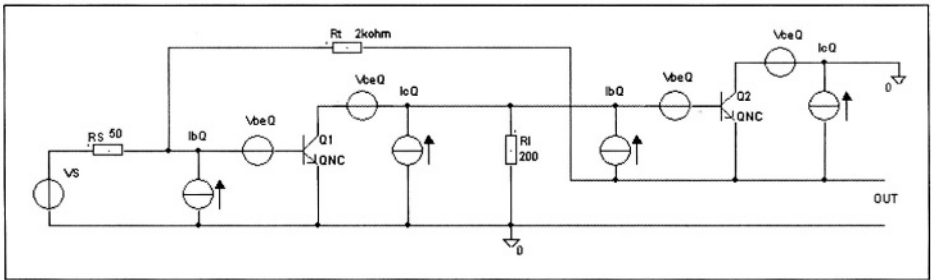 Rt 2kohm
VceQ
IcQ
VceQ
IcQ
VbeQ
Q2
QNC
0
IbQ
RS 50
IbQ
VbeQ
Q1
QNC
Rl
200
VS
OUT
0